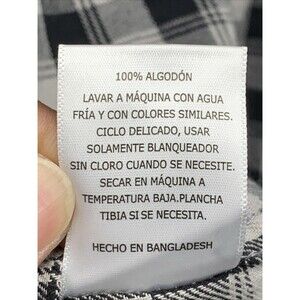 100% ALGODÓN
LAVAR A MÁQUINA CON AGUA
FRÍA Y CON COLORES SIMILARES.
CICLO DELICADO, USAR
SOLAMENTE BLANQUEADOR
SIN CLORO CUANDO SE NECESITE.
SECAR EN MÁQUINA A
TEMPERATURA BAJA.PLANCHA
TIBIA SI SE NECESITA.
HECHO EN BANGLADESH